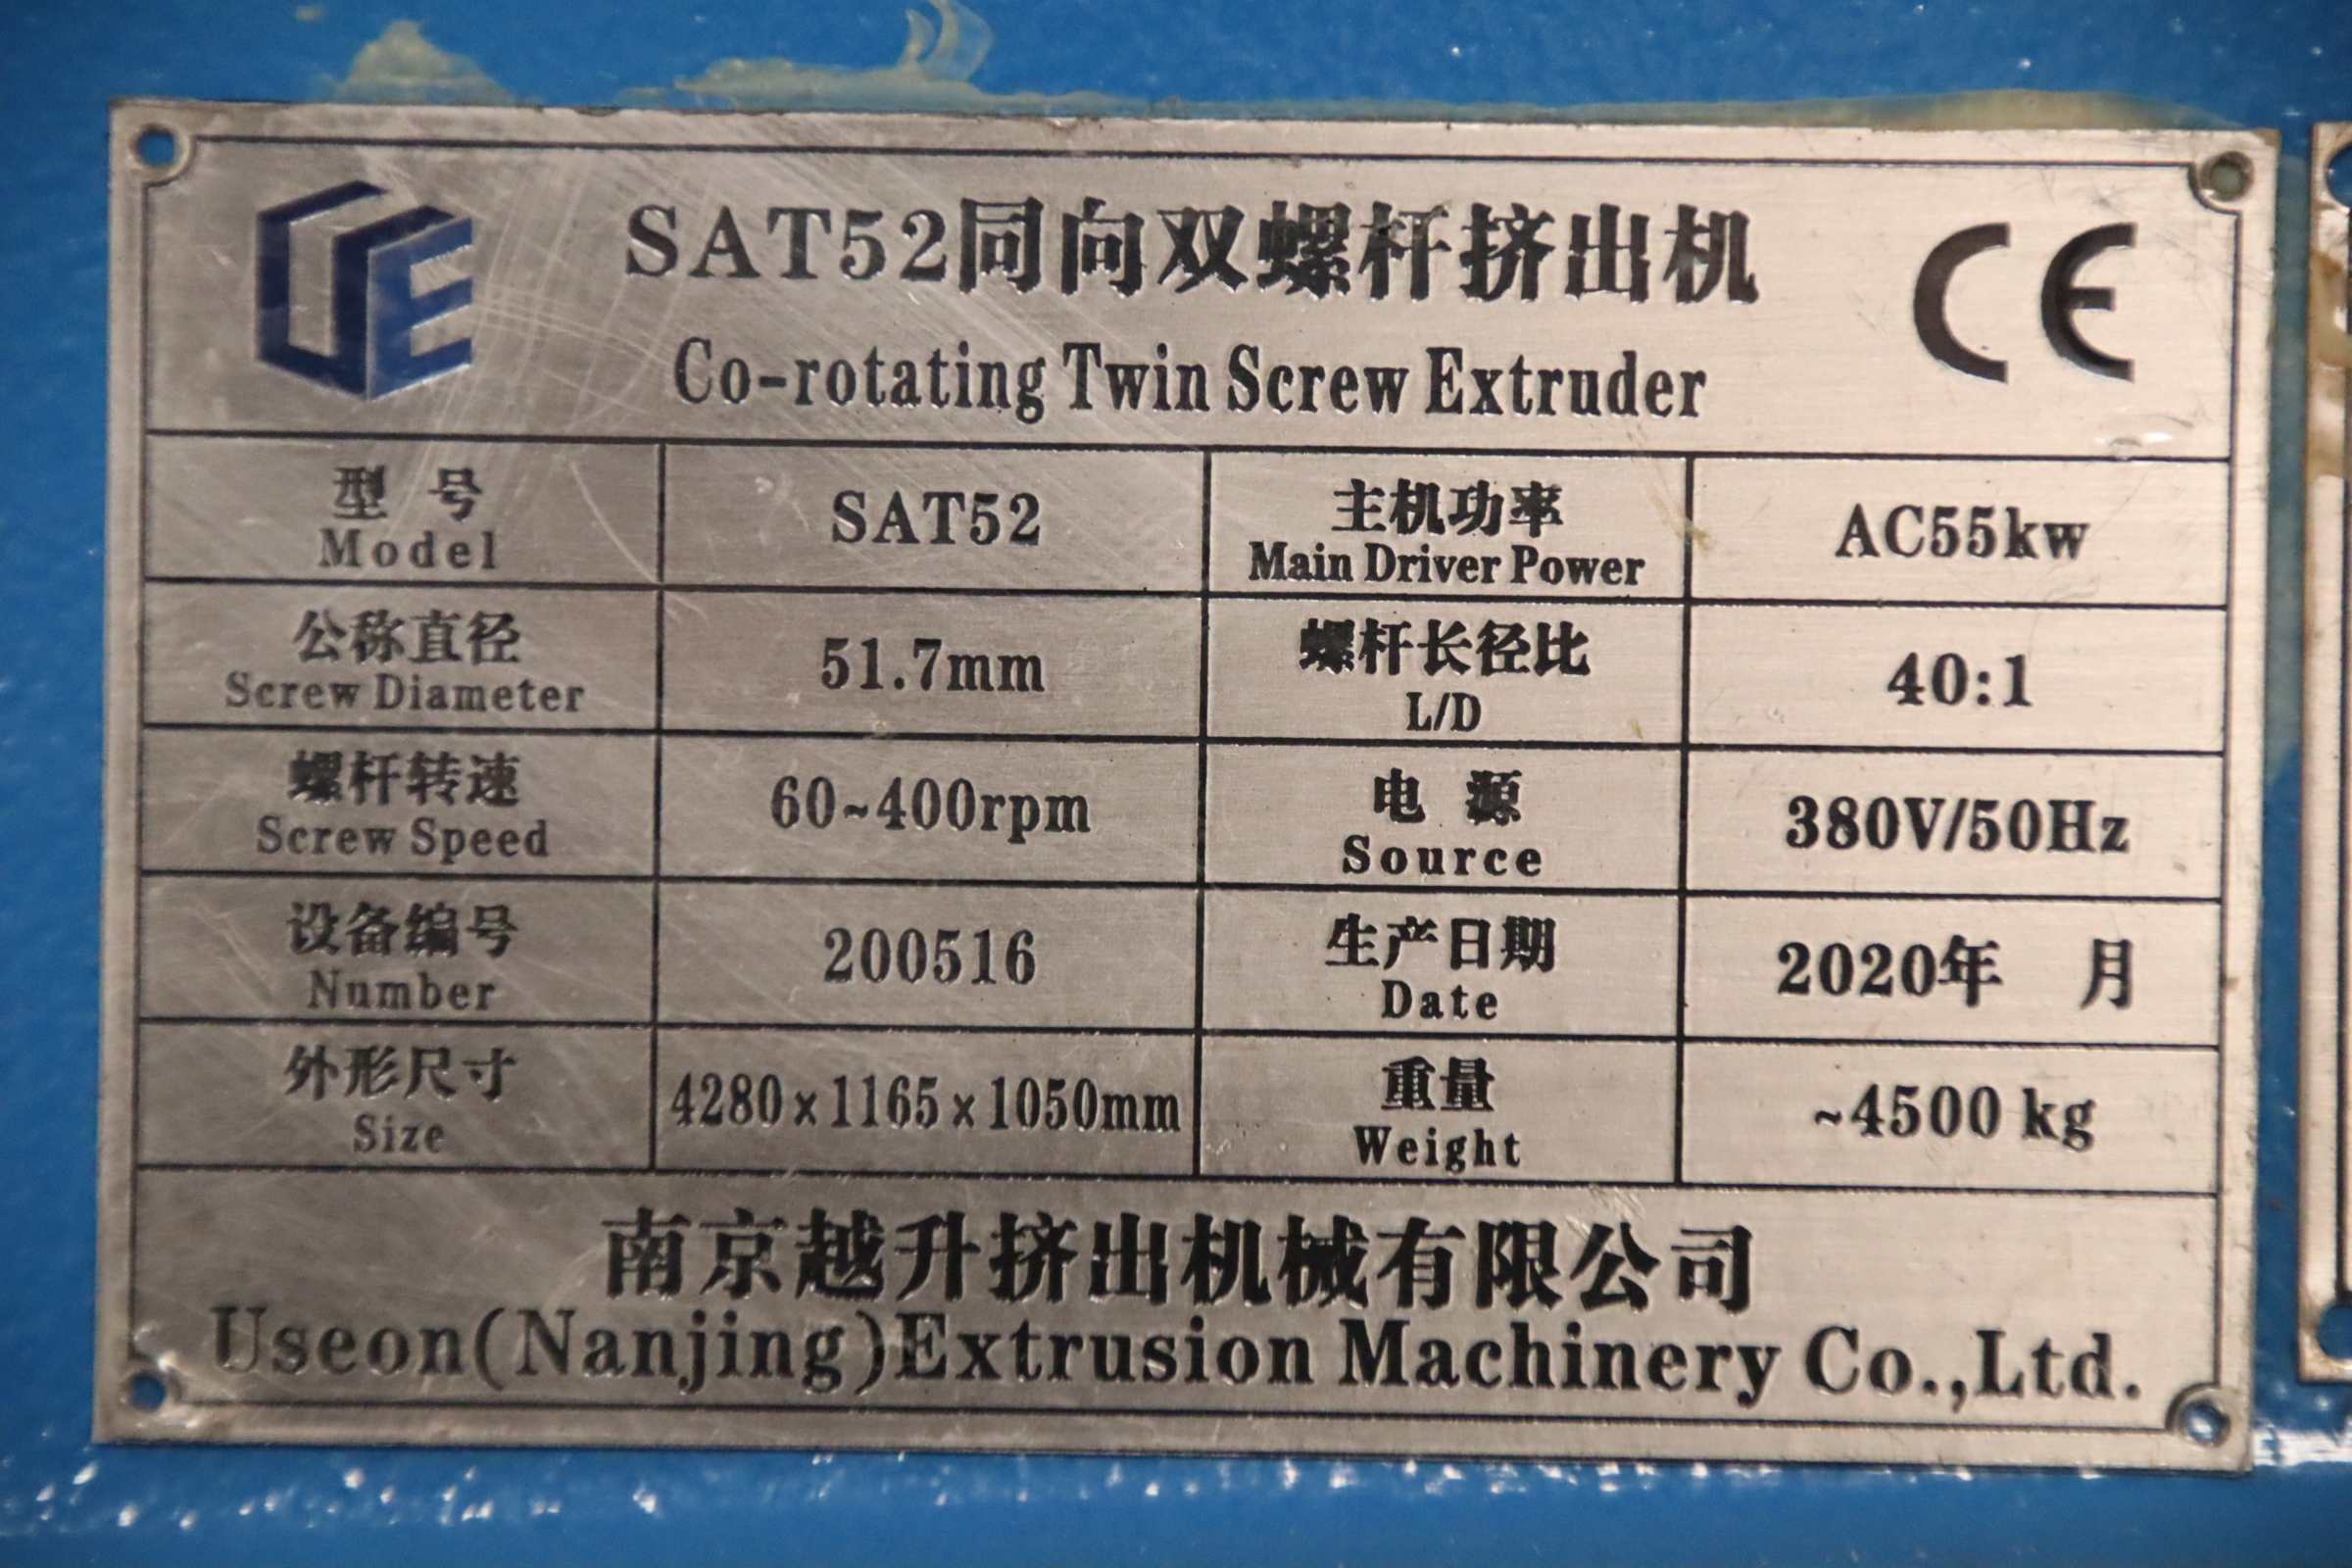 UE
SAT52同向双螺杆挤出机
CE
Co-rotating Twin Screw Extruder
型 号
Model
SAT52
主机功率
Main Driver Power
AC55kw
公称直径
Screw Diameter
51.7mm
螺杆长径比
L/D
40:1
螺杆转速
Screw Speed
60~400rpm
电 源
Source
380V/50Hz
设备编号
Number
200516
生产日期
Date
2020年 月
外形尺寸
Size
4280×1165×1050mm
重量
Weight
~4500 kg
南京越升挤出机械有限公司
Useon(Nanjing)Extrusion Machinery Co.,Ltd.